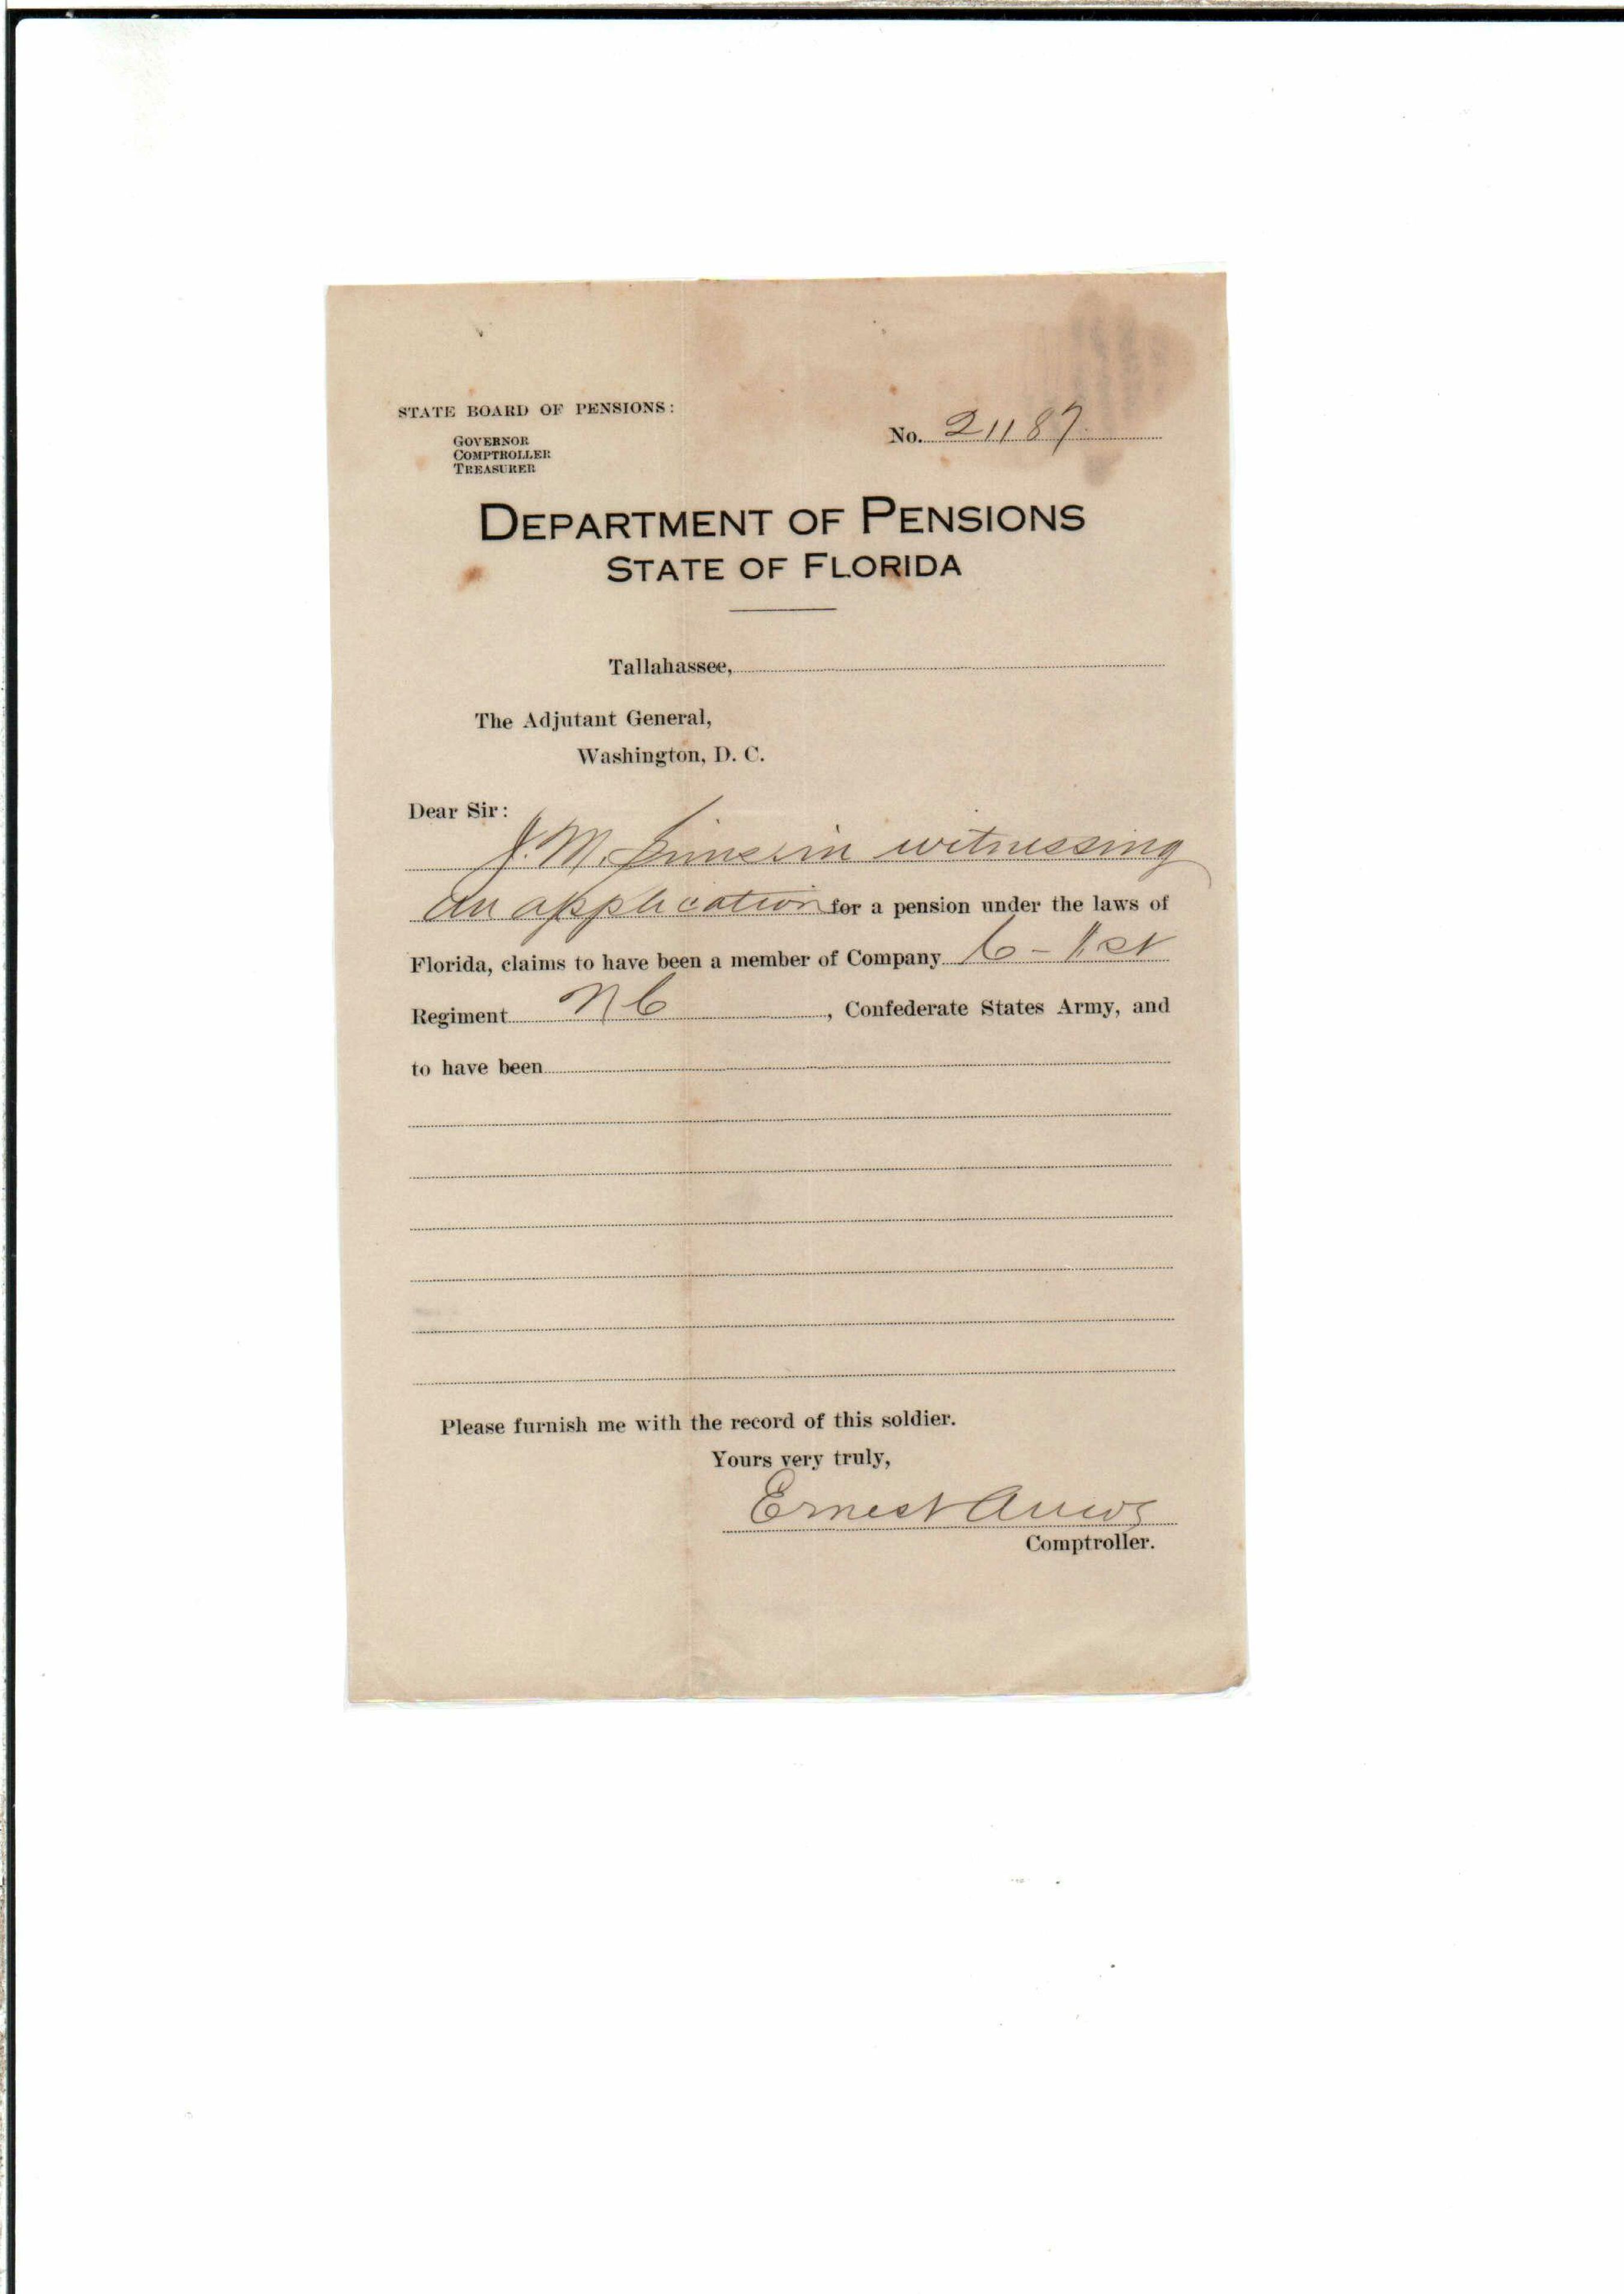 STATE BOARD OF PENSIONS:
GOVERNOR
COMPTROLLER
TREASURER
No. 21187
DEPARTMENT OF PENSIONS
STATE OF FLORIDA
Tallahassee,
The Adjutant General,
Washington, D. C.
Dear Sir:
J. M. witnessing
An application for a pension under the laws of
Florida, claims to have been a member of Company C - 1st
Regiment N C, Confederate States Army, and
to have been
Please furnish me with the record of this soldier.
Yours very truly,
Ernest Amos
Comptroller.